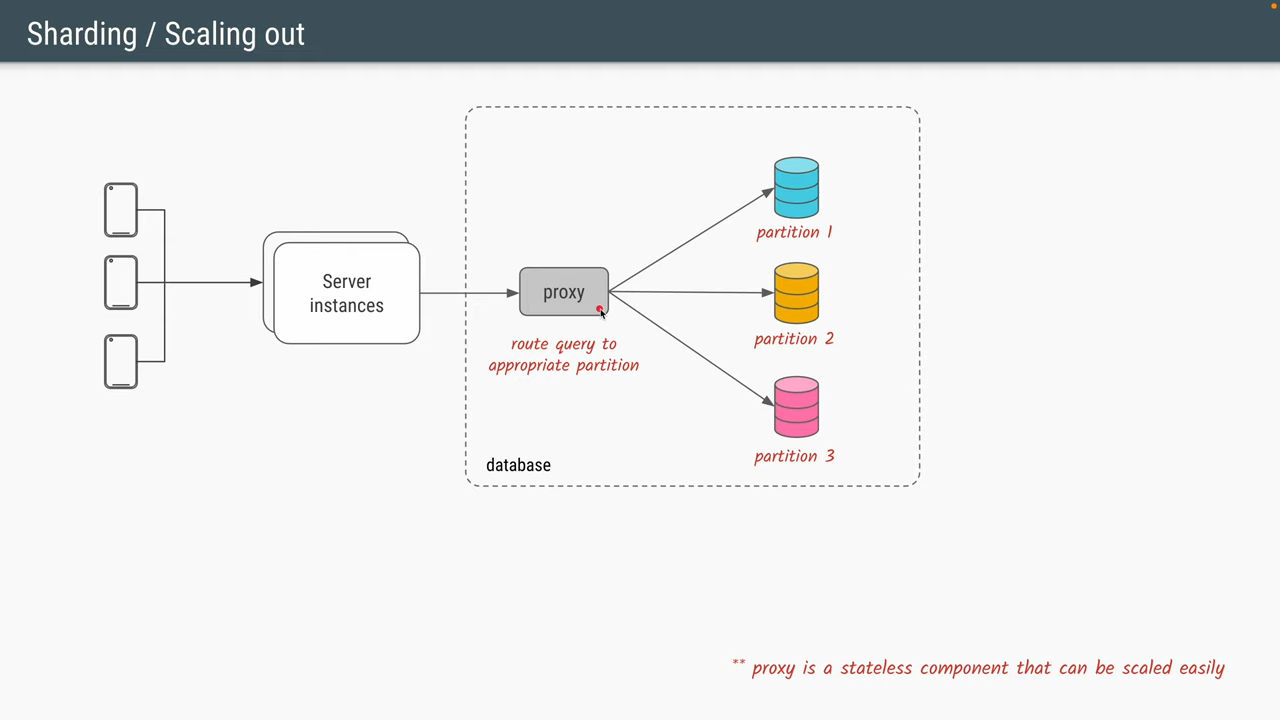 Sharding / Scaling out
Server
instances
proxy
route query to
appropriate partition
partition 1
partition 2
partition 3
database
** proxy is a stateless component that can be scaled easily